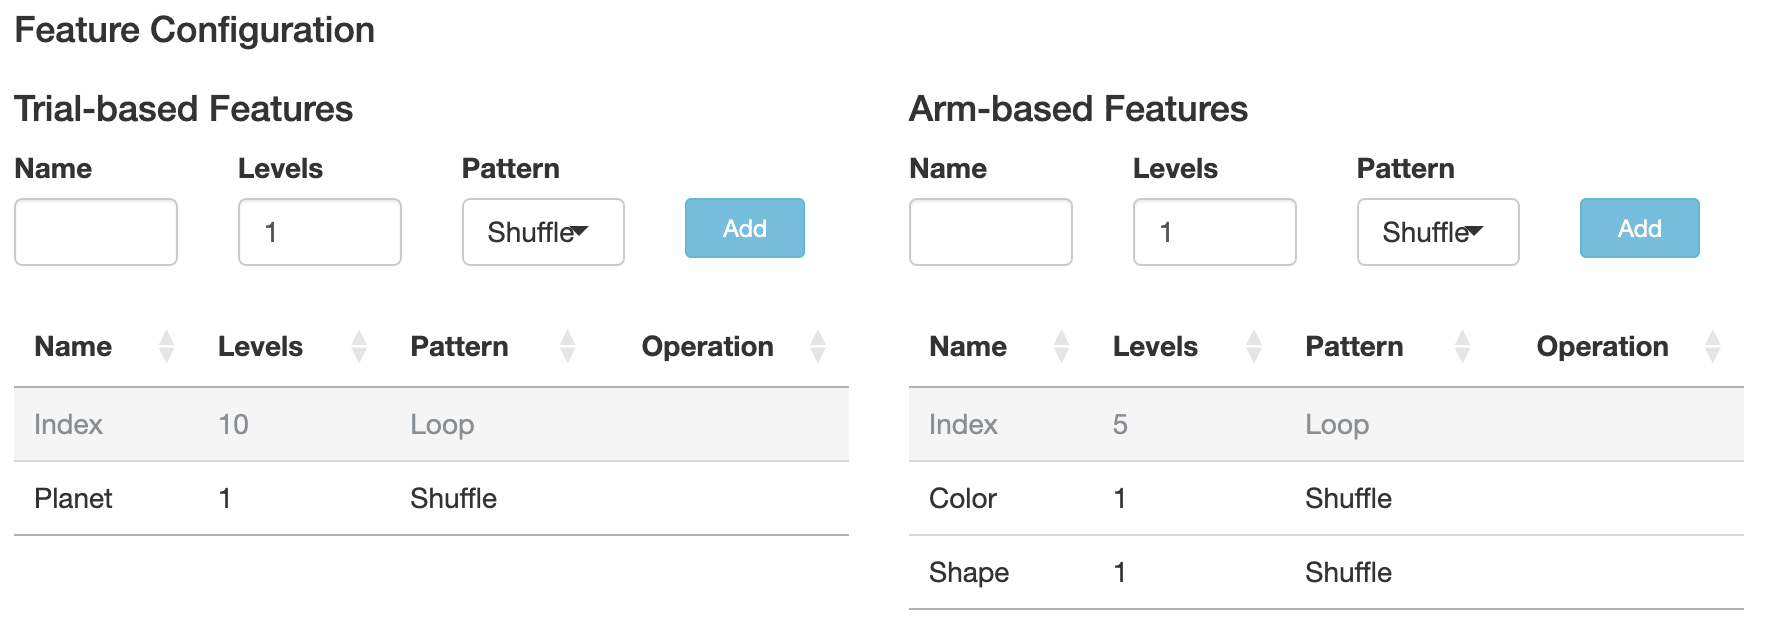 Feature Configuration
Trial-based Features
Name Levels Pattern
1 Shuffle Add
Name Levels Pattern Operation
Index 10 Loop
Planet 1 Shuffle
Arm-based Features
Name Levels Pattern
1 Shuffle Add
Name Levels Pattern Operation
Index 5 Loop
Color 1 Shuffle
Shape 1 Shuffle